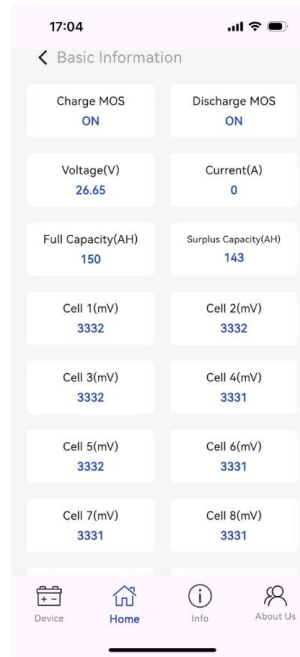 17:04
Basic Information
Charge MOS
ON
Discharge MOS
ON
Voltage(V)
26.65
Current(A)
0
Full Capacity(AH)
150
Surplus Capacity(AH)
143
Cell 1(mV)
3332
Cell 2(mV)
3332
Cell 3(mV)
3332
Cell 4(mV)
3331
Cell 5(mV)
3332
Cell 6(mV)
3331
Cell 7(mV)
3331
Cell 8(mV)
3331
Device
Home
Info
About Us